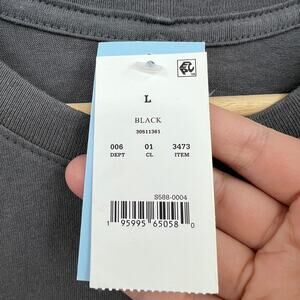 L
BLACK
30511361
006 01 3473
DEPT CL ITEM
S588-0004
1 95995 65058 0